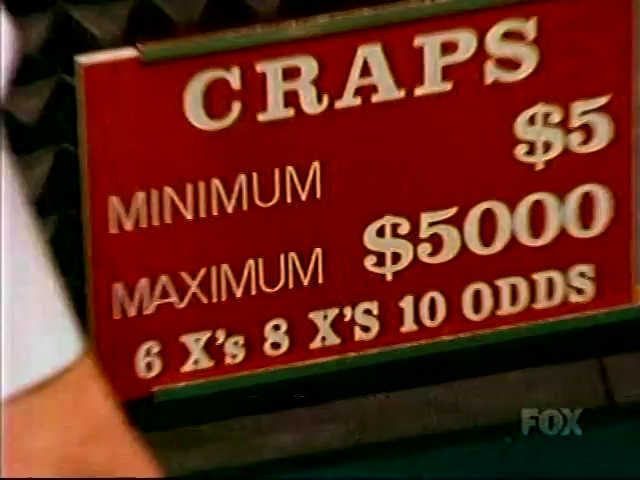 CRAPS
MINIMUM $5
MAXIMUM $5000
6 X's 8 X'S 10 ODDS
FOX